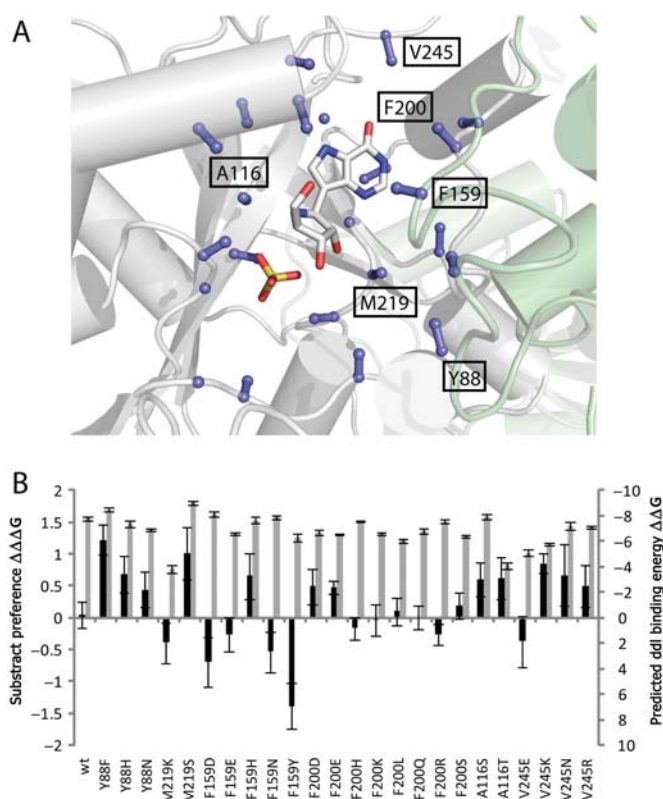 A
V245
F200
A116
F159
M219
Y88
B
Substract preference ΔΔΔG
2
1.5
1
0.5
0
-0.5
-1
-1.5
-2
-10
-8
-6
-4
-2
0
2
4
6
8
10
Predicted ddI binding energy ΔΔG
wt
Y88F
Y88H
Y88N
M219K
M219S
F159D
F159E
F159H
F159N
F159Y
F200D
F200E
F200H
F200K
F200L
F200Q
F200R
F200S
A116S
A116T
V245E
V245K
V245N
V245R